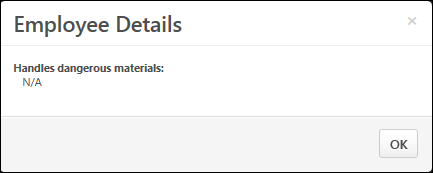 Employee Details
×
Handles dangerous materials:
N/A
OK